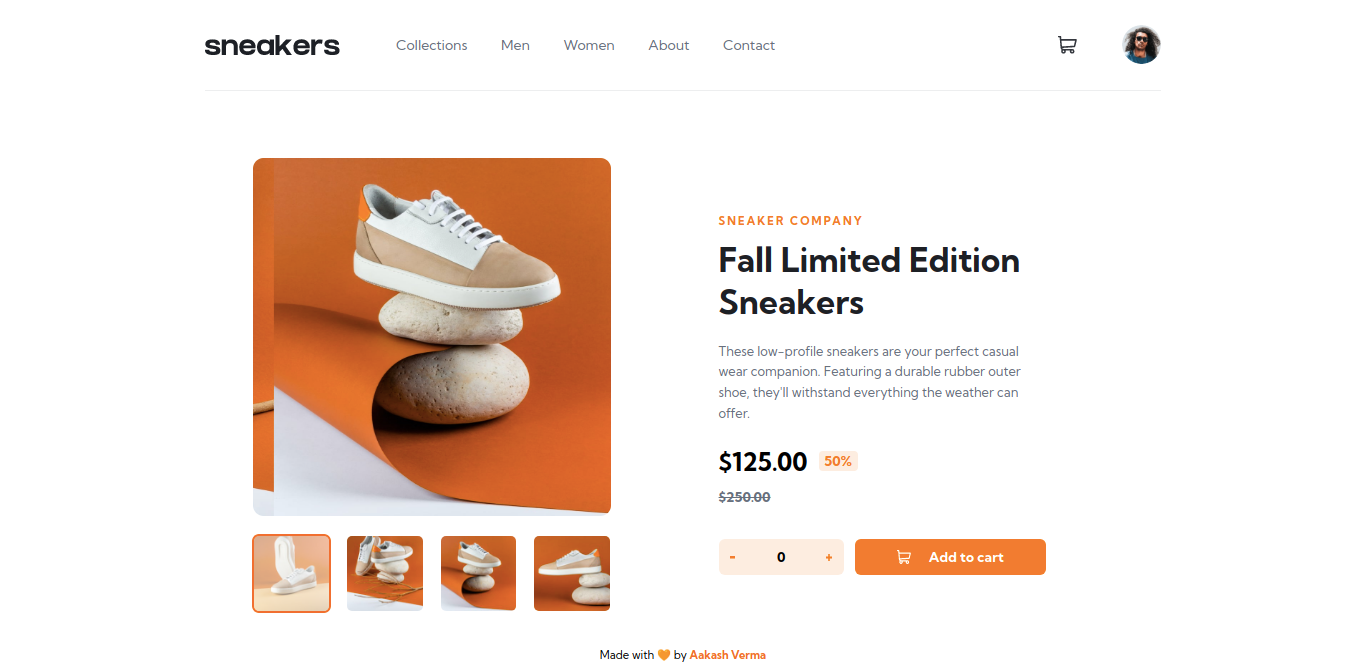 sneakers
Collections Men Women About Contact
SNEAKER COMPANY
Fall Limited Edition
Sneakers
These low-profile sneakers are your perfect casual
wear companion. Featuring a durable rubber outer
shoe, they'll withstand everything the weather can
offer.
$125.00 50%
$250.00
- 0 + Add to cart
Made with 🧡 by Aakash Verma